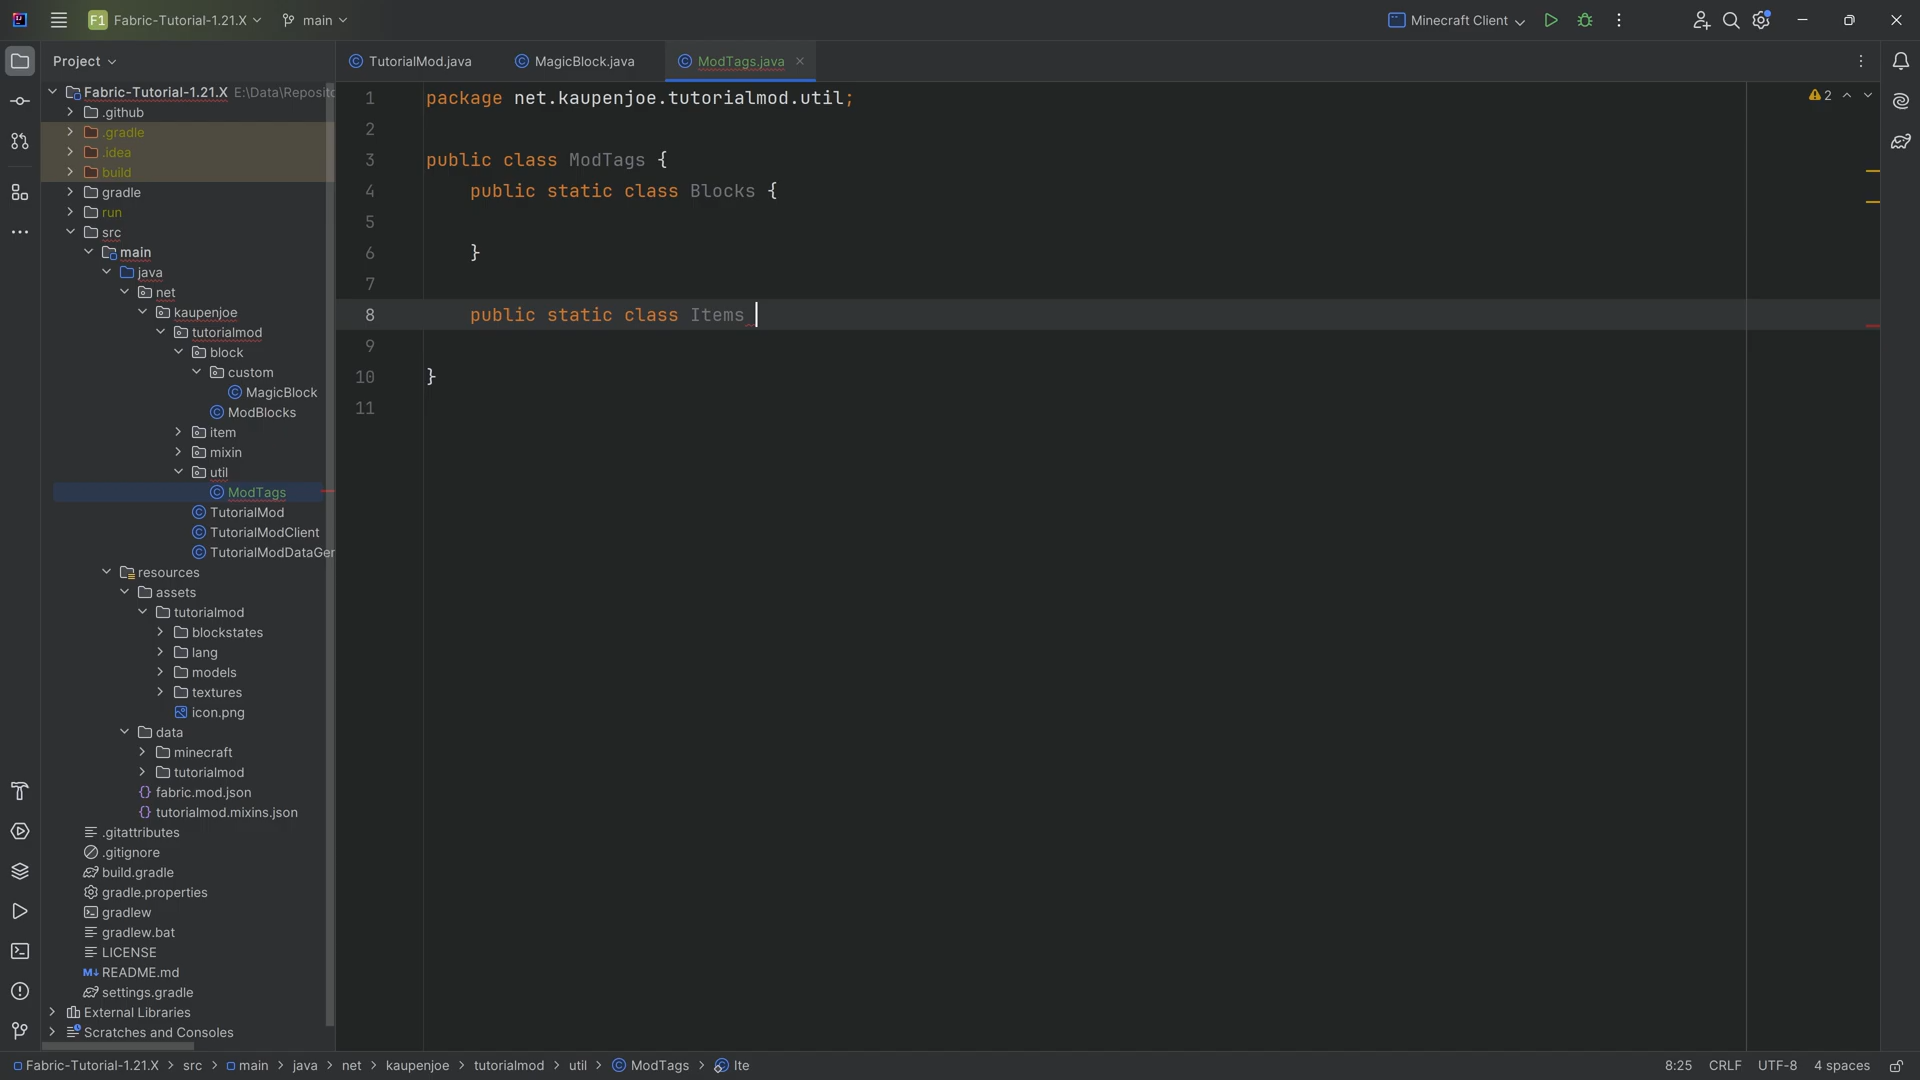 F1 Fabric-Tutorial-1.21.X main Minecraft Client
Project
TutorialMod.java MagicBlock.java ModTags.java
Fabric-Tutorial-1.21.X E:\Data\Reposito
.github
.gradle
.idea
build
gradle
run
src
main
java
net
kaupenjoe
tutorialmod
block
custom
MagicBlock
ModBlocks
item
mixin
util
ModTags
TutorialMod
TutorialModClient
TutorialModDataGer
resources
assets
tutorialmod
blockstates
lang
models
textures
icon.png
data
minecraft
tutorialmod
fabric.mod.json
tutorialmod.mixins.json
.gitattributes
.gitignore
build.gradle
gradle.properties
gradlew
gradlew.bat
LICENSE
M↓ README.md
settings.gradle
External Libraries
Scratches and Consoles
1 package net.kaupenjoe.tutorialmod.util;
2
3 public class ModTags {
4 public static class Blocks {
5
6 }
7
8 public static class Items
9
10 }
11
2
Fabric-Tutorial-1.21.X > src > main > java > net > kaupenjoe > tutorialmod > util > ModTags > Ite
8:25 CRLF UTF-8 4 spaces